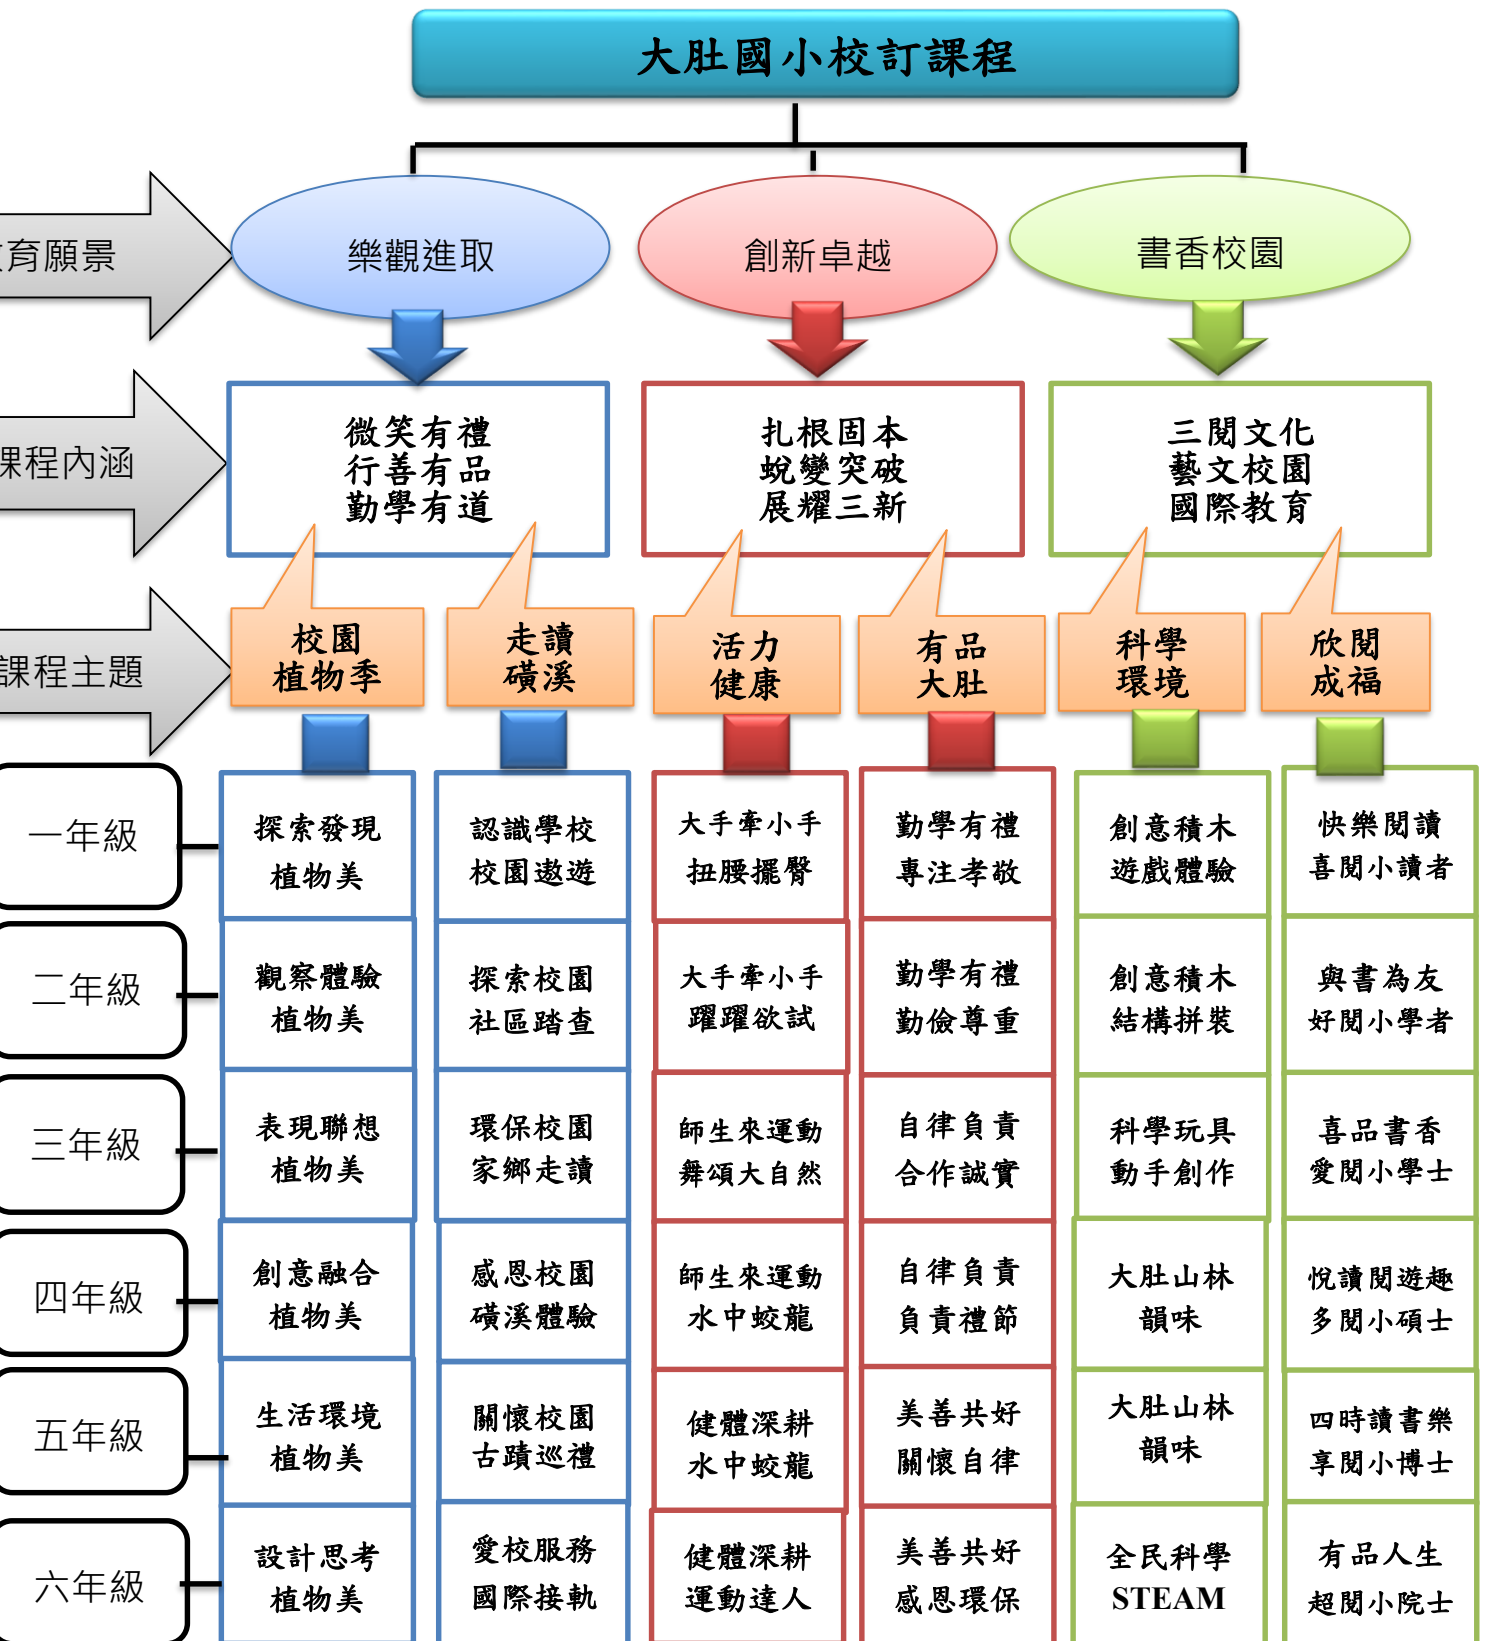 大肚國小校訂課程
育願景
樂觀進取
創新卓越
書香校園
課程內涵
微笑有禮
行善有品
勤學有道
扎根固本
蛻變突破
展耀三新
三閱文化
藝文校園
國際教育
課程主題
校園
植物季
走讀
磺溪
活力
健康
有品
大肚
科學
環境
欣閱
成福
一年級
探索發現
植物美
認識學校
校園遨遊
大手牽小手
扭腰擺臀
勤學有禮
專注孝敬
創意積木
遊戲體驗
快樂閱讀
喜閱小讀者
二年級
觀察體驗
植物美
探索校園
社區踏查
大手牽小手
躍躍欲試
勤學有禮
勤儉尊重
創意積木
結構拼裝
與書為友
好閱小學者
三年級
表現聯想
植物美
環保校園
家鄉走讀
師生來運動
舞頌大自然
自律負責
合作誠實
科學玩具
動手創作
喜品書香
愛閱小學士
四年級
創意融合
植物美
感恩校園
磺溪體驗
師生來運動
水中蛟龍
自律負責
負責禮節
大肚山林
韻味
悅讀閱遊趣
多閱小碩士
五年級
生活環境
植物美
關懷校園
古蹟巡禮
健體深耕
水中蛟龍
美善共好
關懷自律
大肚山林
韻味
四時讀書樂
享閱小博士
六年級
設計思考
植物美
愛校服務
國際接軌
健體深耕
運動達人
美善共好
感恩環保
全民科學
STEAM
有品人生
超閱小院士